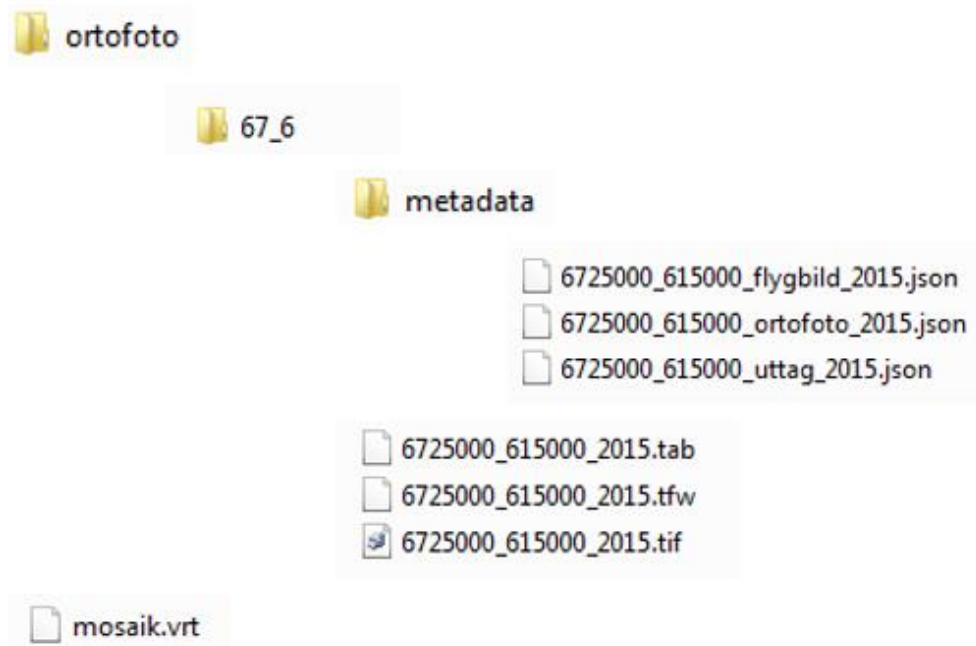 ortofoto
67_6
metadata
6725000_615000_flygbild_2015.json
6725000_615000_ortofoto_2015.json
6725000_615000_uttag_2015.json
6725000_615000_2015.tab
6725000_615000_2015.tfw
6725000_615000_2015.tif
mosaik.vrt